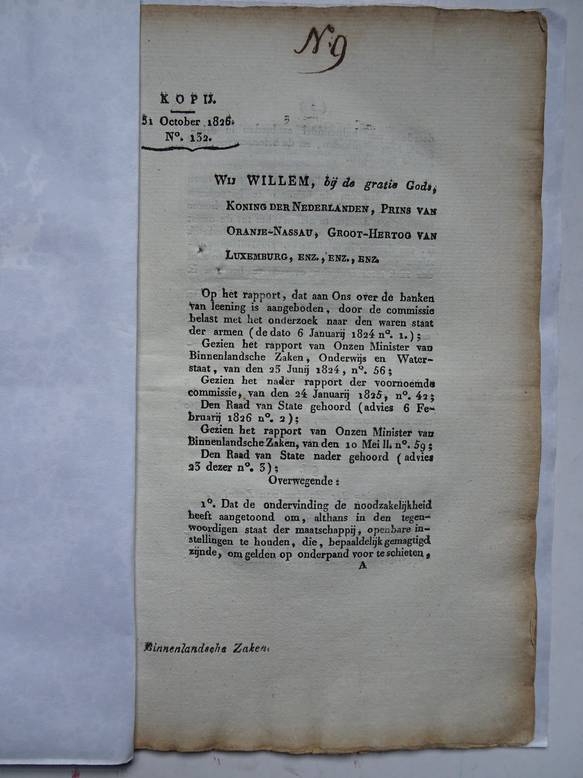 N: 9
KOPIJ.
31 October 1826.
N°. 132.
WIJ WILLEM, bij de gratie Gods,
KONING DER NEDERLANDEN, PRINS VAN
ORANJE-NASSAU, GROOT-HERTOG VAN
LUXEMBURG, ENZ., ENZ., ENZ.
Op het rapport, dat aan Ons over de banken
van leening is aangeboden, door de commissie
belast met het onderzoek naar den waren staat
der armen (de dato 6 Januarij 1824 n°. 1.);
Gezien het rapport van Onzen Minister van
Binnenlandsche Zaken, Onderwijs en Water-
staat, van den 23 Junij 1824, n°. 56;
Gezien het nader rapport der voornoemde
commissie, van den 24 Januarij 1825, n°. 42;
Den Raad van State gehoord (advies 6 Fe-
bruarij 1826 n°. 2);
Gezien het rapport van Onzen Minister van
Binnenlandsche Zaken, van den 10 Mei ll. n°. 59;
Den Raad van State nader gehoord (advies
23 dezer n°. 3);
Overwegende:
1°. Dat de ondervinding de noodzakelijkheid
heeft aangetoond om, althans in den tegen-
woordigen staat der maatschappij, openbare in-
stellingen te houden, die, bepaaldelijk gemagtigd
zijnde, om gelden op onderpand voor te schieten,
A
Binnenlandsche Zaken.